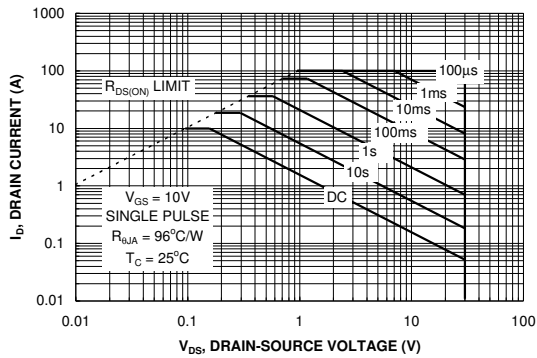 1000
100
10
1
0.1
0.01
I_D, DRAIN CURRENT (A)
R_DS(ON) LIMIT
100µs
1ms
10ms
100ms
1s
10s
DC
V_GS = 10V
SINGLE PULSE
R_θJA = 96°C/W
T_C = 25°C
0.01
0.1
1
10
100
V_DS, DRAIN-SOURCE VOLTAGE (V)